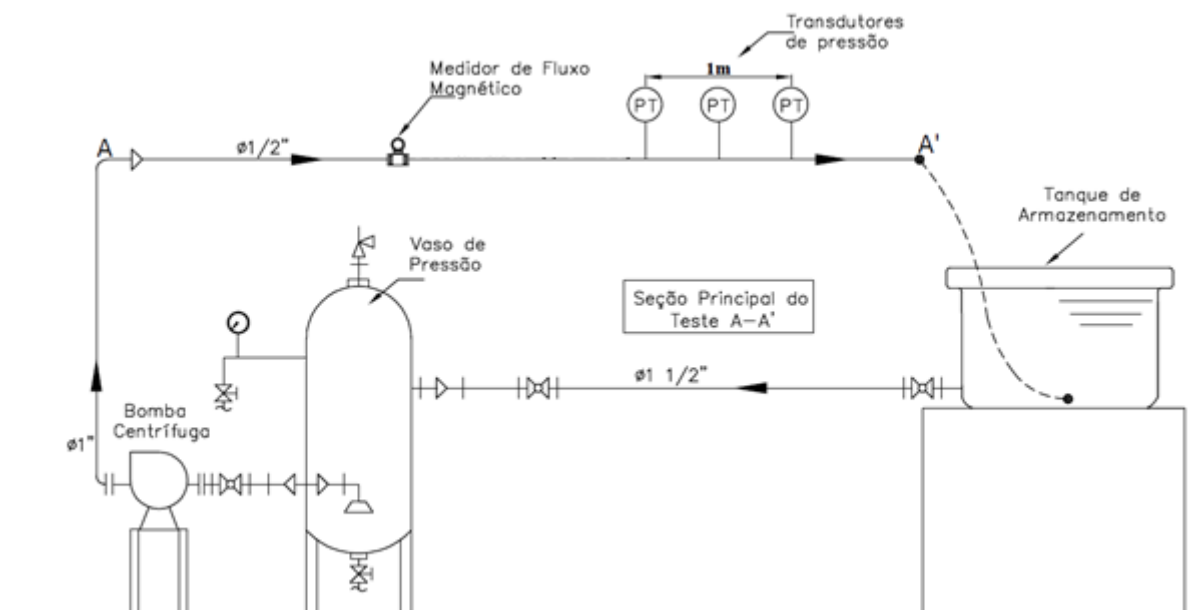 Transdutores
de pressão
1m
Medidor de Fluxo
Magnético
PT
PT
PT
A
ø1/2"
A'
Tanque de
Armazenamento
Vaso de
Pressão
Seção Principal do
Teste A-A'
ø1 1/2"
Bomba
Centrífuga
ø1"